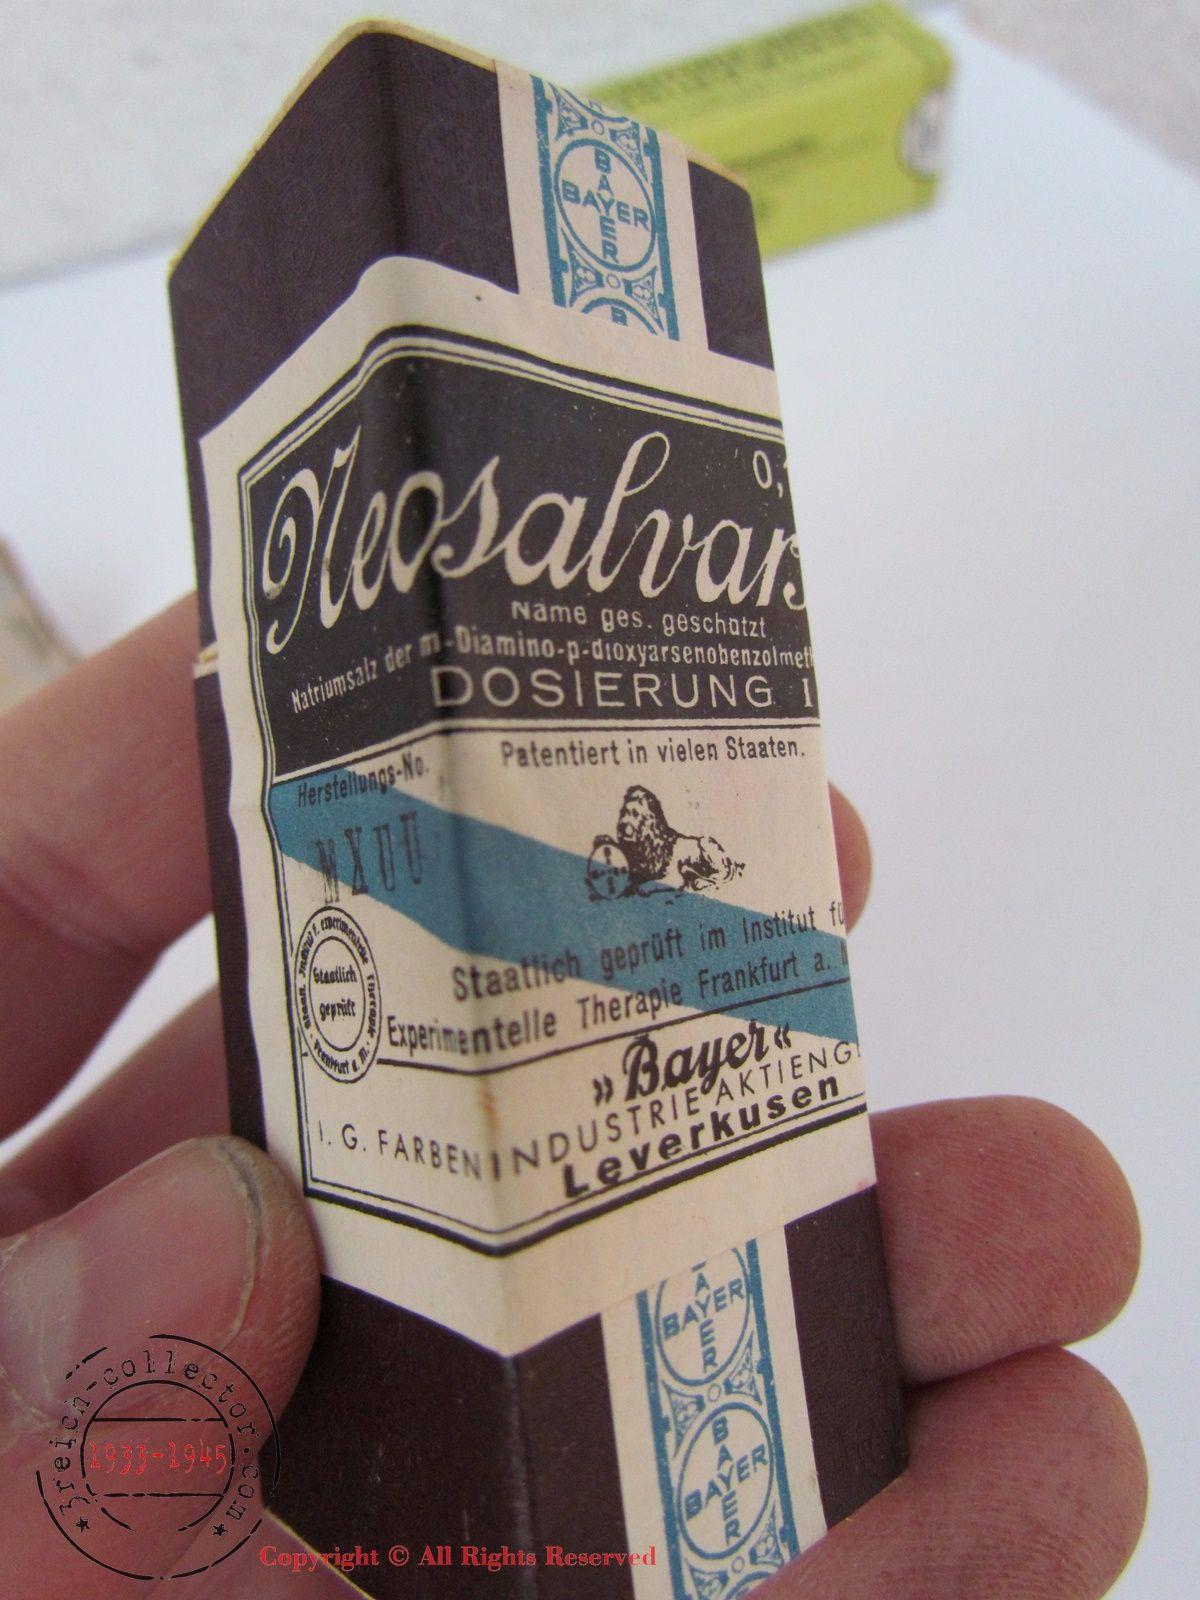 BAYER
BAYER
0,
Neosalvars
Name ges. geschützt
Natriumsalz der m-Diamino-p-dioxyarsenobenzolmeth
DOSIERUNG I
Patentiert in vielen Staaten.
Herstellungs-No.
MXUU
Staatlich geprüft im Institut fü
Experimentelle Therapie Frankfurt a. M
Staatlich
geprüft
Frankfurt a. M.
»Bayer«
I. G. FARBENINDUSTRIE AKTIENG
Leverkusen
BAYER
BAYER
BAYER
BAYER
3reich-collector.com
1933-1945
Copyright © All Rights Reserved